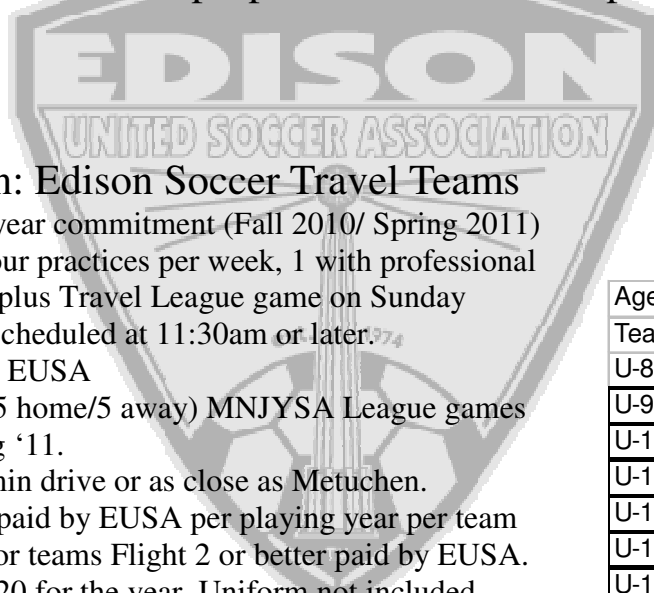 EDISON
UNITED SOCCER ASSOCIATION
: Edison Soccer Travel Teams
year commitment (Fall 2010/ Spring 2011)
our practices per week, 1 with professional
plus Travel League game on Sunday
cheduled at 11:30am or later.
1974
EUSA
5 home/5 away) MNJYSA League games
g ‘11.
min drive or as close as Metuchen.
paid by EUSA per playing year per team
or teams Flight 2 or better paid by EUSA.
20 for the year. Uniform not included
Age
Tea
U-8
U-9
U-1
U-1
U-1
U-1
U-1